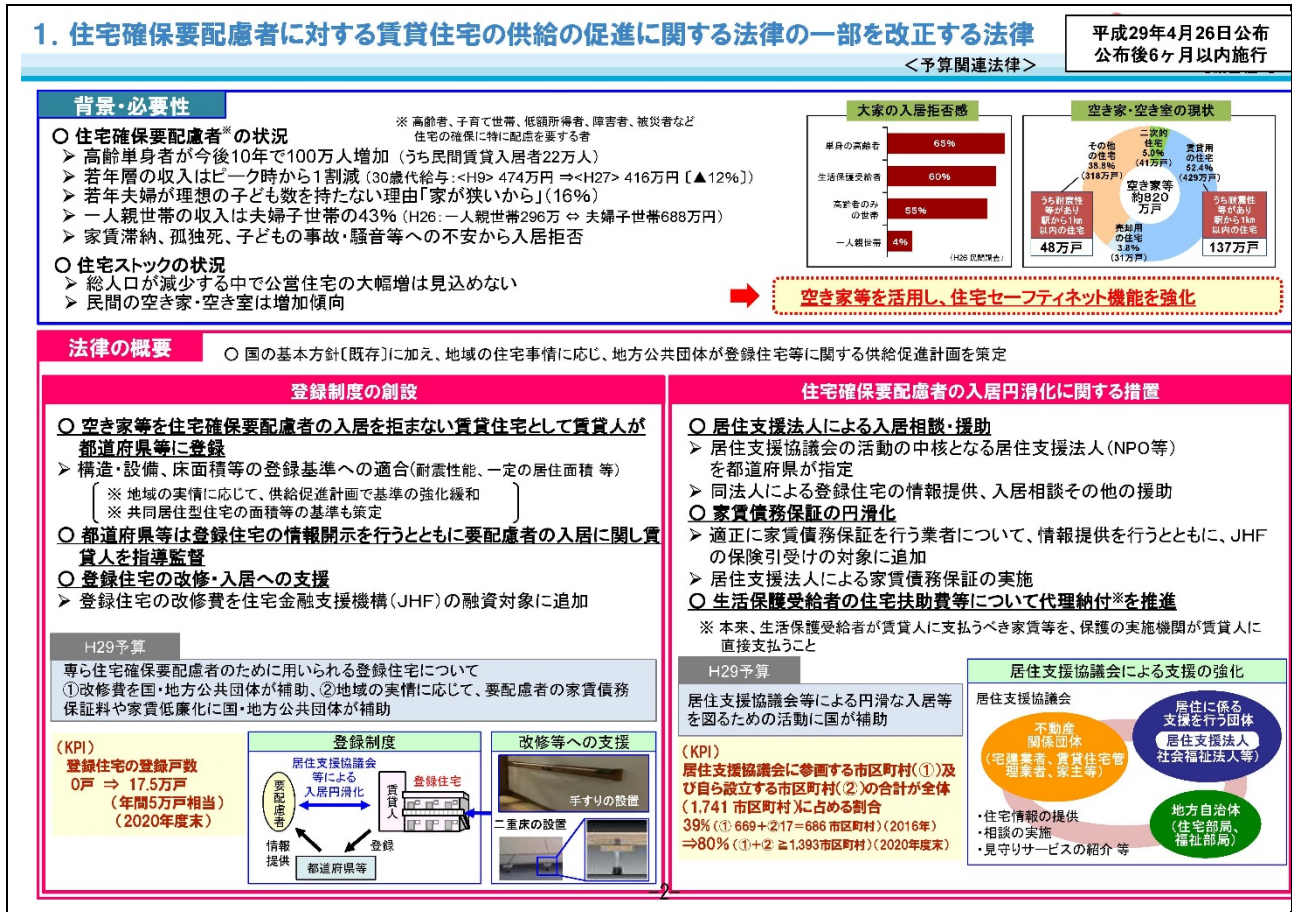 1．住宅確保要配慮者に対する賃貸住宅の供給の促進に関する法律の一部を改正する法律
＜予算関連法律＞
平成29年4月26日公布
公布後6ヶ月以内施行
背景・必要性
○ 住宅確保要配慮者※の状況
※ 高齢者、子育て世帯、低額所得者、障害者、被災者など
住宅の確保に特に配慮を要する者
➢ 高齢単身者が今後10年で100万人増加（うち民間賃貸入居者22万人）
➢ 若年層の収入はピーク時から1割減（30歳代給与：<H9> 474万円 ⇒<H27> 416万円 [▲12%]）
➢ 若年夫婦が理想の子ども数を持たない理由「家が狭いから」（16%）
➢ 一人親世帯の収入は夫婦子世帯の43% （H26：一人親世帯296万 ⇔ 夫婦子世帯688万円）
➢ 家賃滞納、孤独死、子どもの事故・騒音等への不安から入居拒否
○ 住宅ストックの状況
➢ 総人口が減少する中で公営住宅の大幅増は見込めない
➢ 民間の空き家・空き室は増加傾向
大家の入居拒否感
単身の高齢者
65%
生活保護受給者
60%
高齢者のみ
の世帯
55%
一人親世帯
4%
（H26 民間調査）
空き家・空き室の現状
二次的
住宅
5.0%
（41万戸）
賃貸用
の住宅
52.4%
（429万戸）
その他
の住宅
38.8%
（318万戸）
空き家等
約820
万戸
売却用
の住宅
3.8%
（31万戸）
うち耐震性
等があり
駅から1km
以内の住宅
48万戸
うち耐震性
等があり
駅から1km
以内の住宅
137万戸
空き家等を活用し、住宅セーフティネット機能を強化
法律の概要
○ 国の基本方針〔既存〕に加え、地域の住宅事情に応じ、地方公共団体が登録住宅等に関する供給促進計画を策定
登録制度の創設
○ 空き家等を住宅確保要配慮者の入居を拒まない賃貸住宅として賃貸人が
都道府県等に登録
➢ 構造・設備、床面積等の登録基準への適合（耐震性能、一定の居住面積 等）
※ 地域の実情に応じて、供給促進計画で基準の強化緩和
※ 共同居住型住宅の面積等の基準も策定
○ 都道府県等は登録住宅の情報開示を行うとともに要配慮者の入居に関し賃
貸人を指導監督
○ 登録住宅の改修・入居への支援
➢ 登録住宅の改修費を住宅金融支援機構（JHF）の融資対象に追加
H29予算
専ら住宅確保要配慮者のために用いられる登録住宅について
①改修費を国・地方公共団体が補助、②地域の実情に応じて、要配慮者の家賃債務
保証料や家賃低廉化に国・地方公共団体が補助
（KPI）
登録住宅の登録戸数
0戸 ⇒ 17.5万戸
（年間5万戸相当）
（2020年度末）
登録制度
居住支援協議会
等による
入居円滑化
登録住宅
要配慮者
賃貸人
情報
提供
登録
都道府県等
改修等への支援
手すりの設置
二重床の設置
住宅確保要配慮者の入居円滑化に関する措置
○ 居住支援法人による入居相談・援助
➢ 居住支援協議会の活動の中核となる居住支援法人（NPO等）
を都道府県が指定
➢ 同法人による登録住宅の情報提供、入居相談その他の援助
○ 家賃債務保証の円滑化
➢ 適正に家賃債務保証を行う業者について、情報提供を行うとともに、JHF
の保険引受けの対象に追加
➢ 居住支援法人による家賃債務保証の実施
○ 生活保護受給者の住宅扶助費等について代理納付※を推進
※ 本来、生活保護受給者が賃貸人に支払うべき家賃等を、保護の実施機関が賃貸人に
直接支払うこと
H29予算
居住支援協議会等による円滑な入居等
を図るための活動に国が補助
（KPI）
居住支援協議会に参画する市区町村（①）及
び自ら設立する市区町村（②）の合計が全体
（1,741 市区町村）に占める割合
39%（① 669＋②17＝686 市区町村）（2016年）
⇒80%（①＋② ≧1,393市区町村）（2020年度末）
居住支援協議会による支援の強化
居住支援協議会
不動産
関係団体
（宅建業者、賃貸住宅管
理業者、家主等）
居住に係る
支援を行う団体
居住支援法人
社会福祉法人等）
地方自治体
（住宅部局、
福祉部局）
・住宅情報の提供
・相談の実施
・見守りサービスの紹介 等
-2-